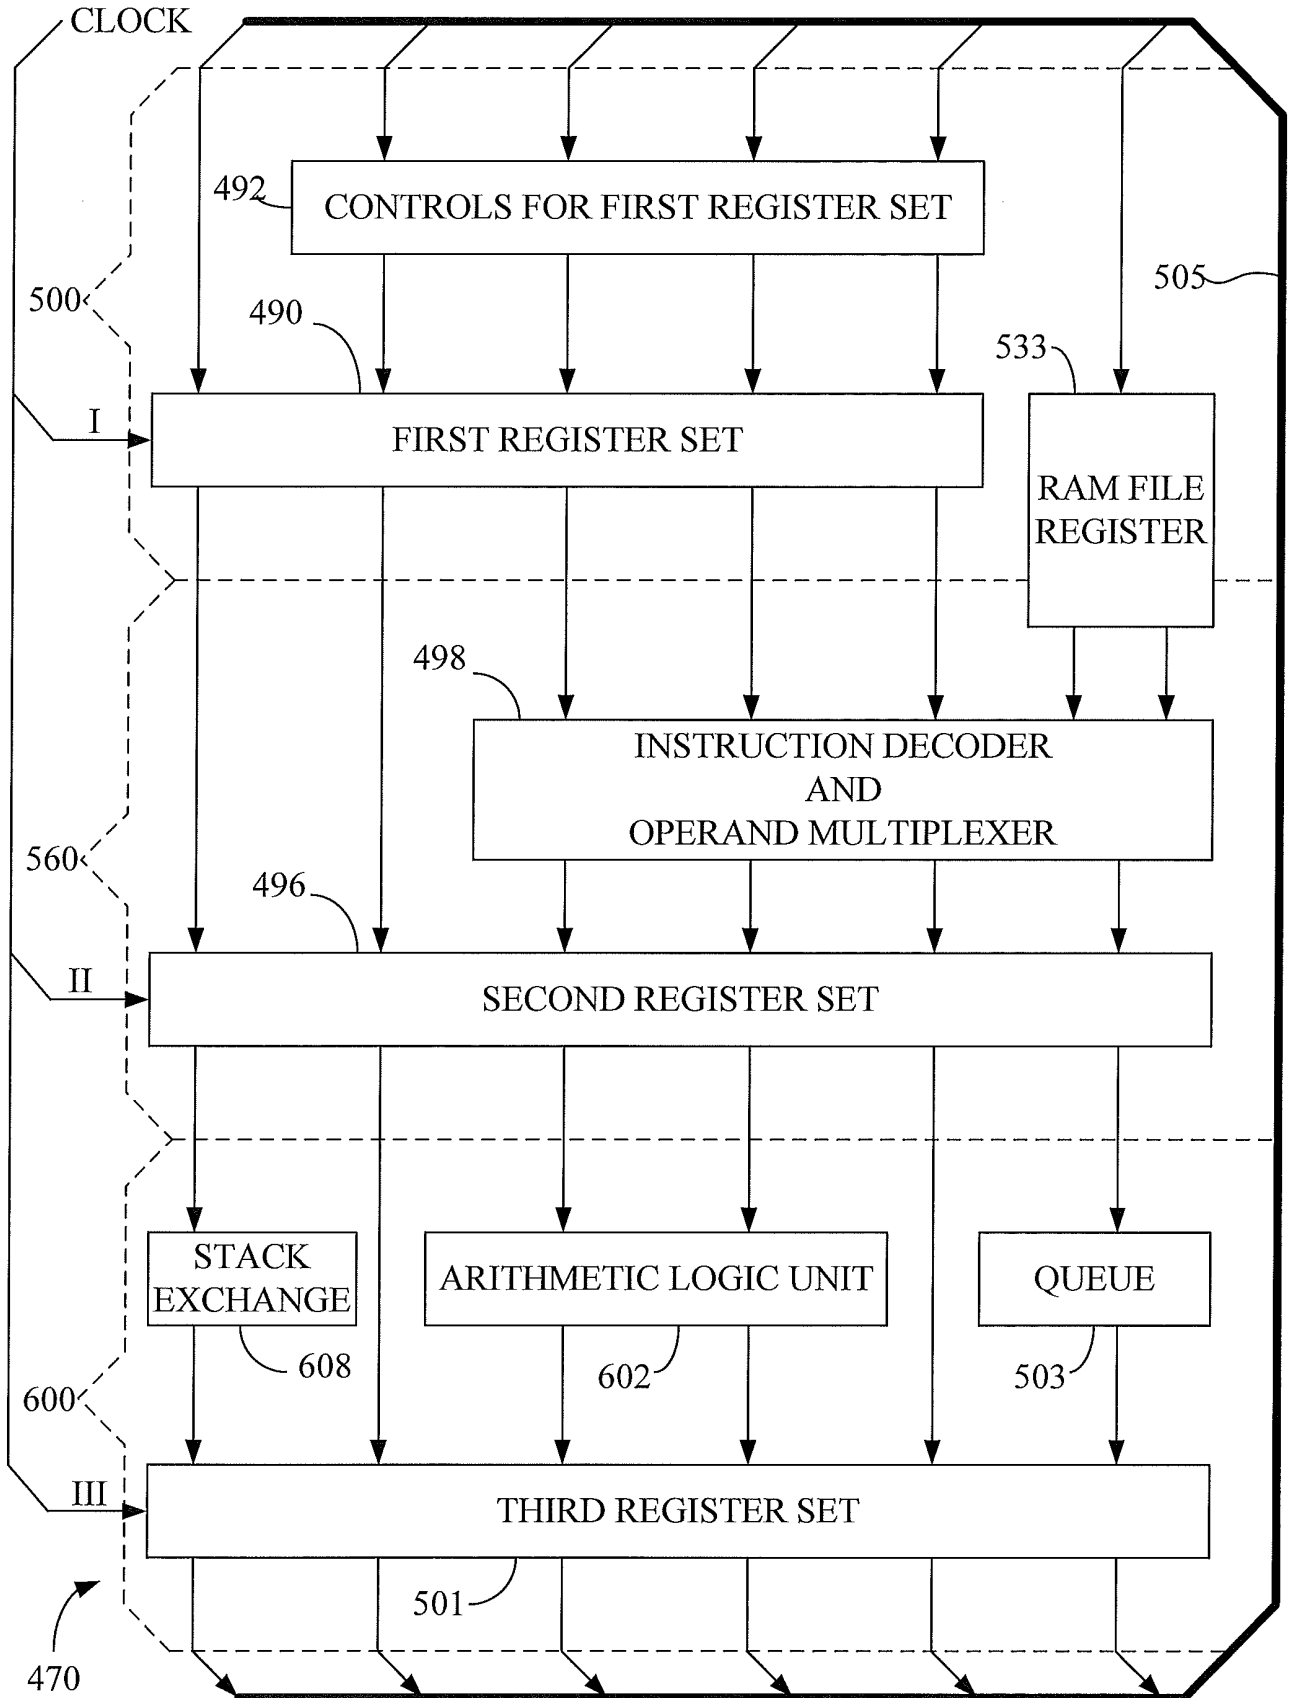 CLOCK
492
CONTROLS FOR FIRST REGISTER SET
505
500
490
533
I
FIRST REGISTER SET
RAM FILE
REGISTER
498
INSTRUCTION DECODER
AND
OPERAND MULTIPLEXER
560
496
II
SECOND REGISTER SET
STACK
EXCHANGE
ARITHMETIC LOGIC UNIT
QUEUE
608
602
503
600
III
THIRD REGISTER SET
501
470